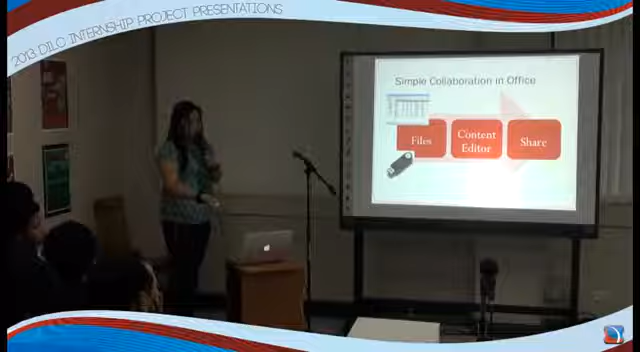 2013 DILC INTERNSHIP PROJECT PRESENTATIONS
Simple Collaboration in Office
Files
Content
Editor
Share